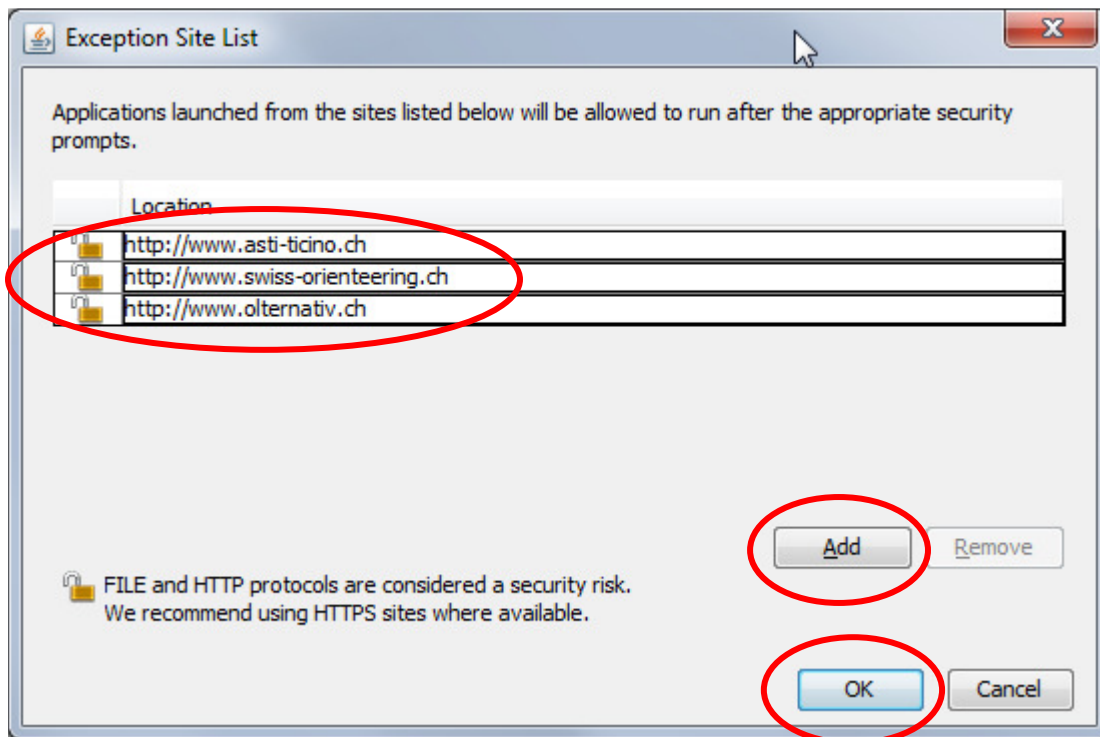 Exception Site List
Applications launched from the sites listed below will be allowed to run after the appropriate security
prompts.
Location
http://www.asti-ticino.ch
http://www.swiss-orienteering.ch
http://www.olternativ.ch
Add Remove
FILE and HTTP protocols are considered a security risk.
We recommend using HTTPS sites where available.
OK Cancel